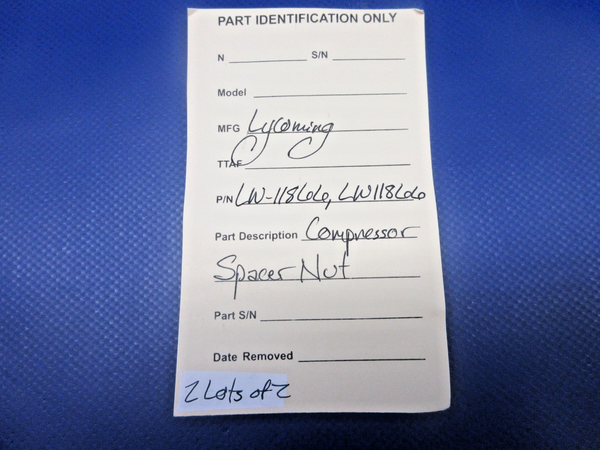 PART IDENTIFICATION ONLY
N S/N
Model
MFG Lycoming
TTAF
P/N LW-11866, LW11866
Part Description Compressor
Spacer Nut
Part S/N
Date Removed
2 Lots of 2